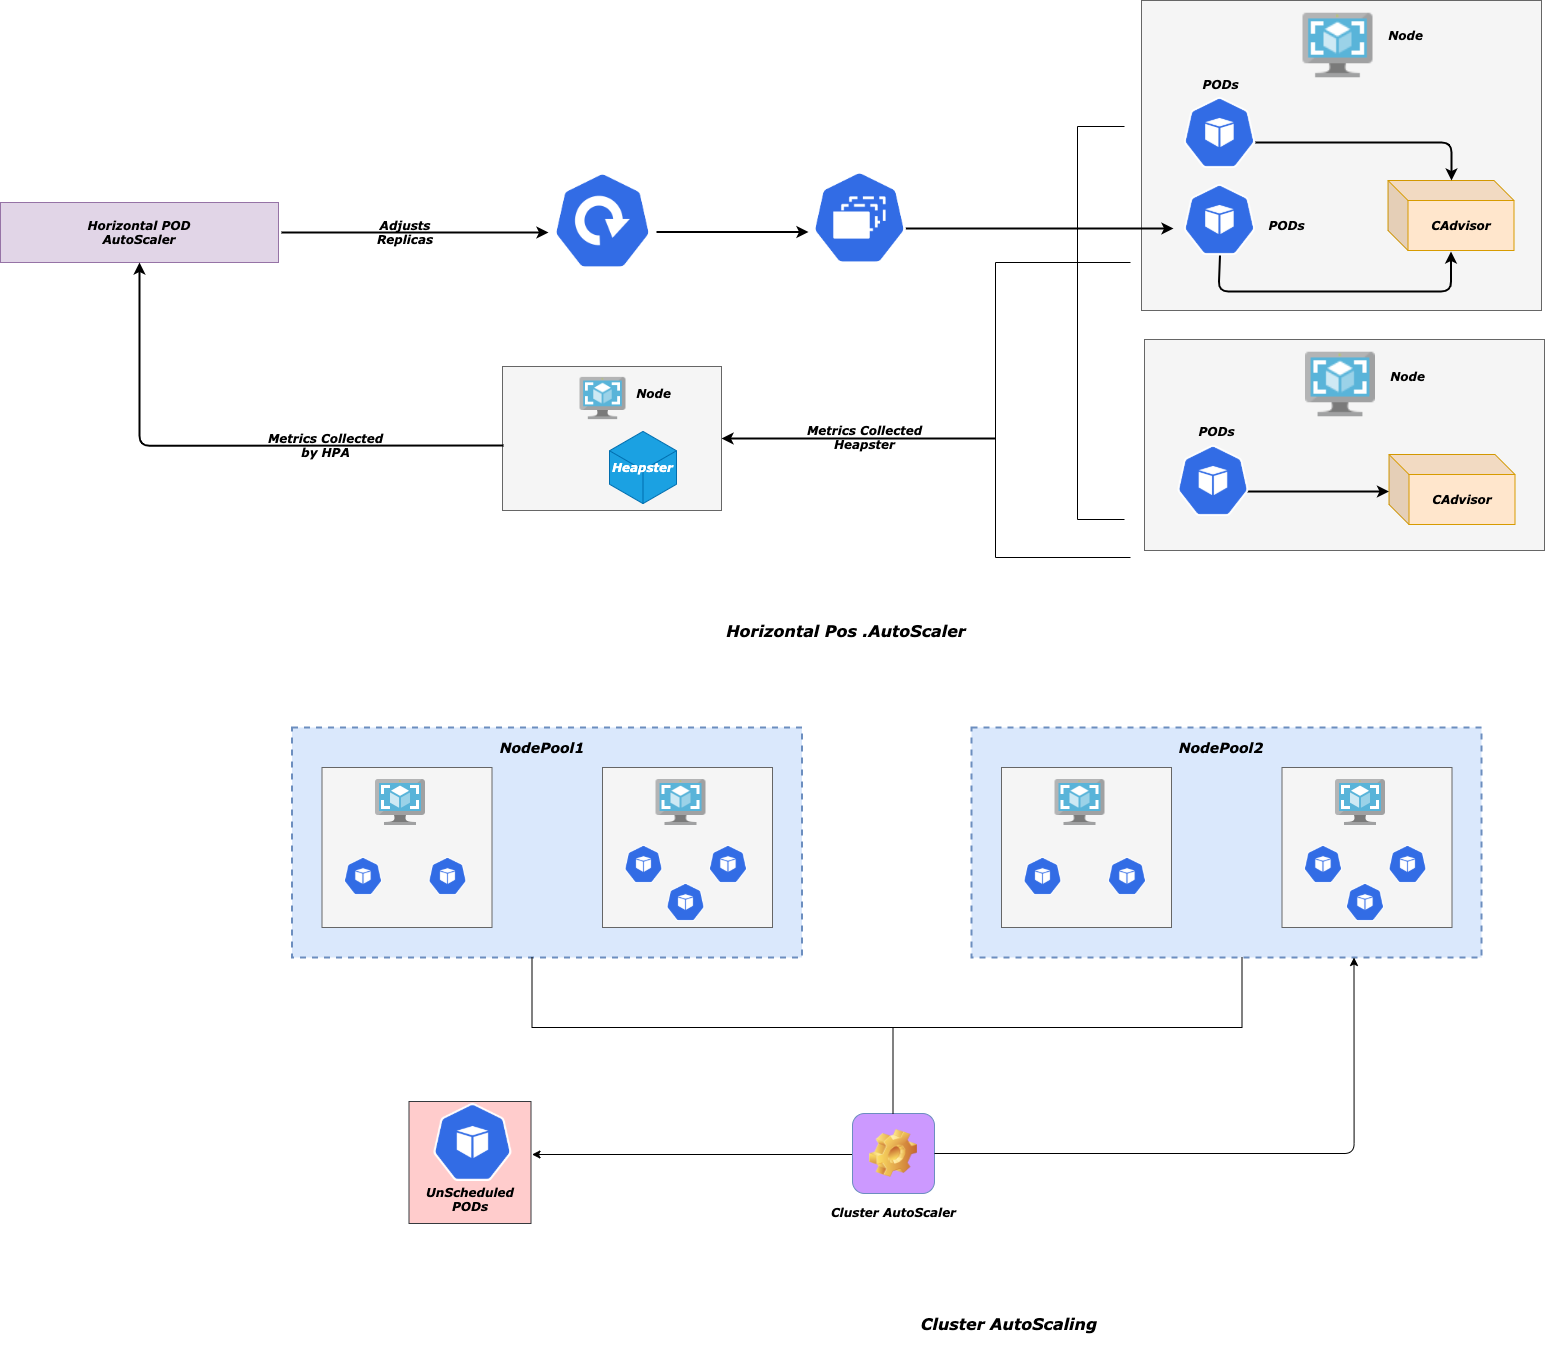 Node
PODs
Horizontal POD
AutoScaler
Adjusts
Replicas
PODs
CAdvisor
Node
Node
Metrics Collected
by HPA
Heapster
Metrics Collected
Heapster
PODs
CAdvisor
Horizontal Pos .AutoScaler
NodePool1
NodePool2
UnScheduled
PODs
Cluster AutoScaler
Cluster AutoScaling